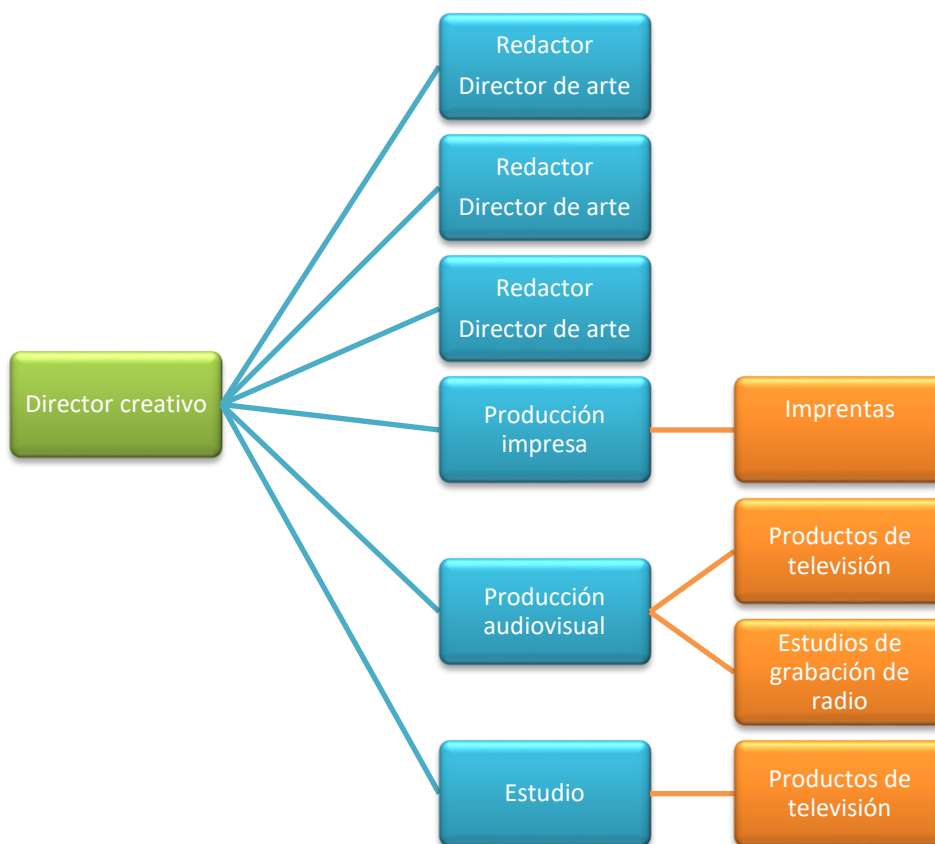 Redactor
Director de arte
Redactor
Director de arte
Redactor
Director de arte
Director creativo
Producción
impresa
Imprentas
Productos de
televisión
Producción
audiovisual
Estudios de
grabación de
radio
Estudio
Productos de
televisión